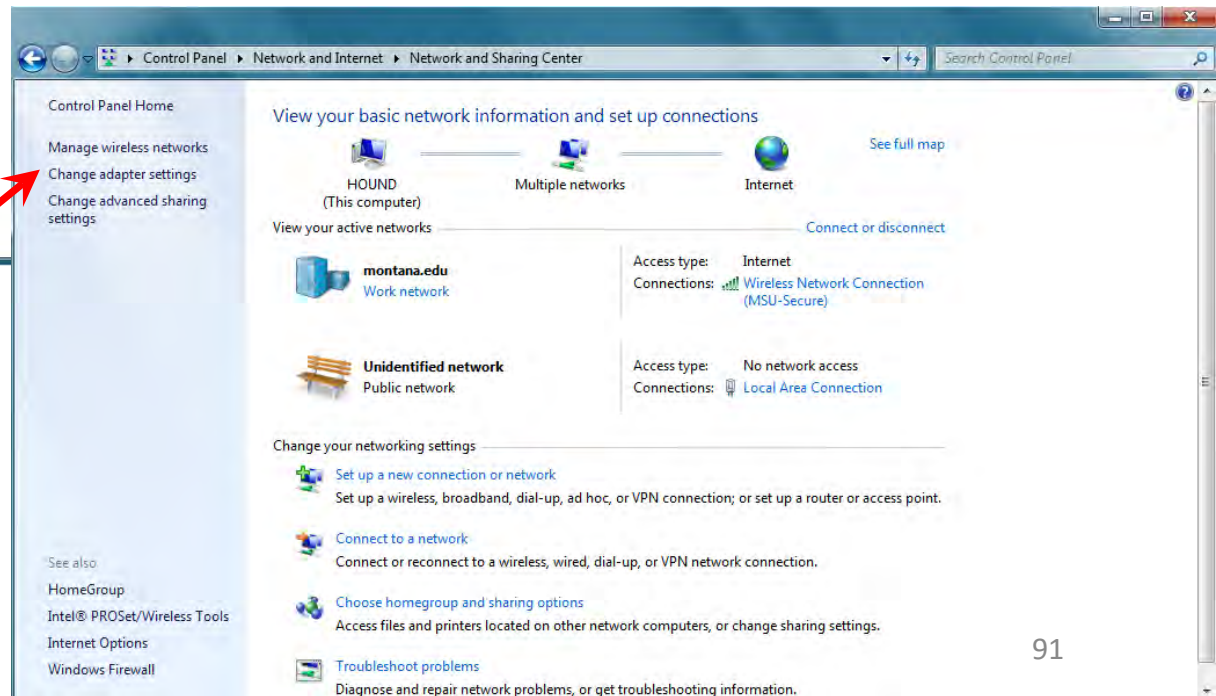 Control Panel ▸ Network and Internet ▸ Network and Sharing Center
Search Control Panel
Control Panel Home
Manage wireless networks
Change adapter settings
Change advanced sharing
settings
See also
HomeGroup
Intel® PROSet/Wireless Tools
Internet Options
Windows Firewall
View your basic network information and set up connections
See full map
HOUND
(This computer)
Multiple networks
Internet
View your active networks
Connect or disconnect
montana.edu
Work network
Access type: Internet
Connections: Wireless Network Connection
(MSU-Secure)
Unidentified network
Public network
Access type: No network access
Connections: Local Area Connection
Change your networking settings
Set up a new connection or network
Set up a wireless, broadband, dial-up, ad hoc, or VPN connection; or set up a router or access point.
Connect to a network
Connect or reconnect to a wireless, wired, dial-up, or VPN network connection.
Choose homegroup and sharing options
Access files and printers located on other network computers, or change sharing settings.
Troubleshoot problems
Diagnose and repair network problems, or get troubleshooting information.
91